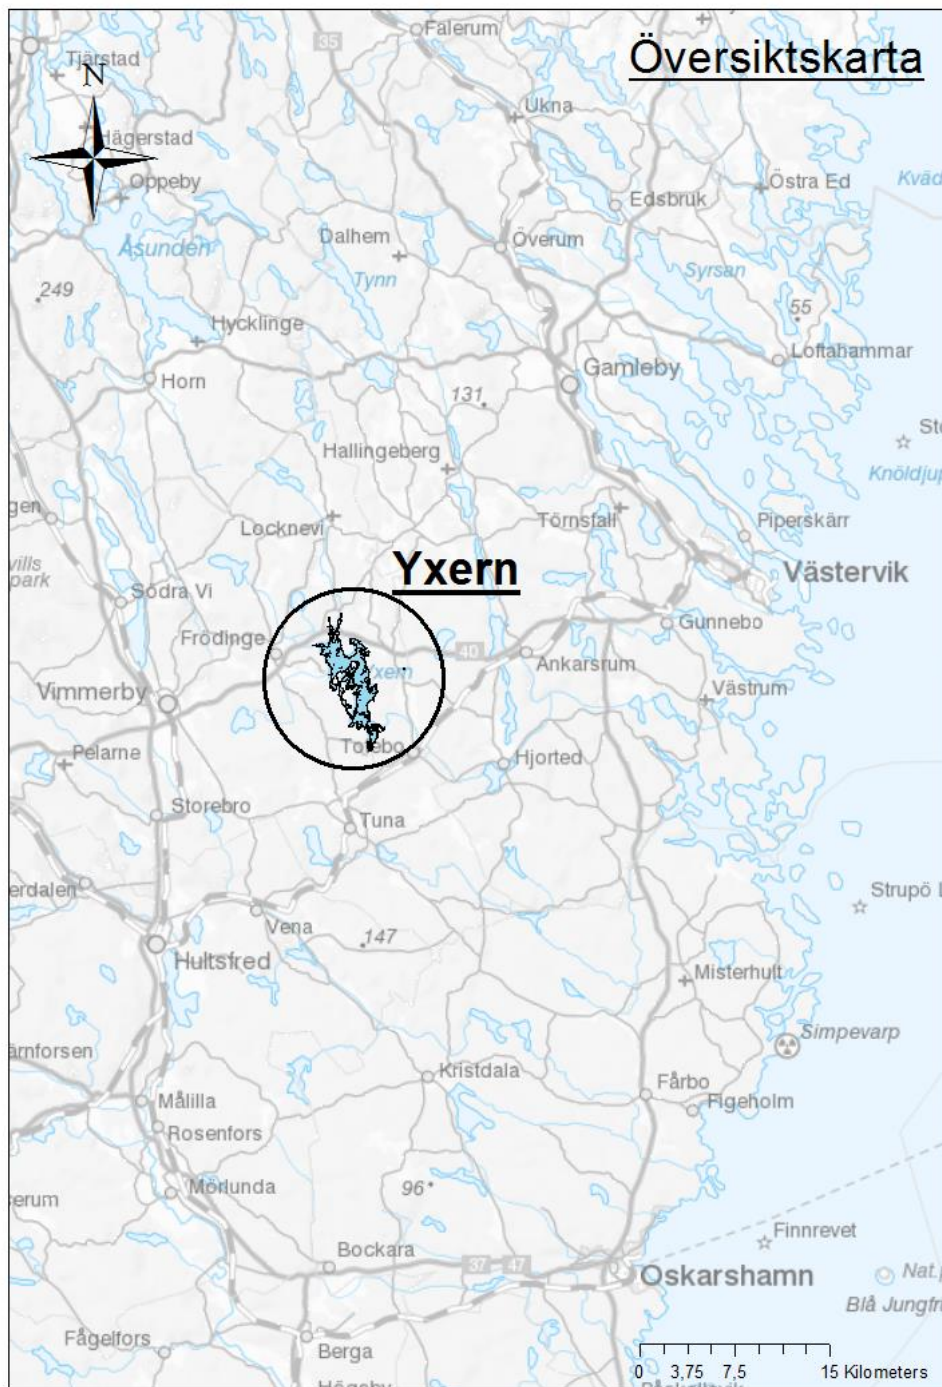 Falerum
35
Översiktskarta
Tjärstad
N
Ukna
Hägerstad
Oppeby
Östra Ed
Edsbruk
Åsunden
Dalhem
Överum
Tynn
Syrsan
249
55
Hycklinge
Loftahammar
Gamleby
Horn
131
Hallingeberg
Locknevi
Törnsfall
Piperskärr
park
Yxern
Västervik
Södra Vi
Gunnebo
Frödinge
40
Ankarsrum
Vimmerby
Västrum
Pelarne
Totebo
Hjorted
Storebro
Tuna
Strupö
Vena
147
Hultsfred
Misterhult
Simpevarp
Kristdala
Fårbo
Figeholm
Målilla
Rosenfors
Mörlunda
96
Finnrevet
Bockara
37
47
Oskarshamn
Blå Jungfr
Fågelfors
Berga
0 3,75 7,5 15 Kilometers